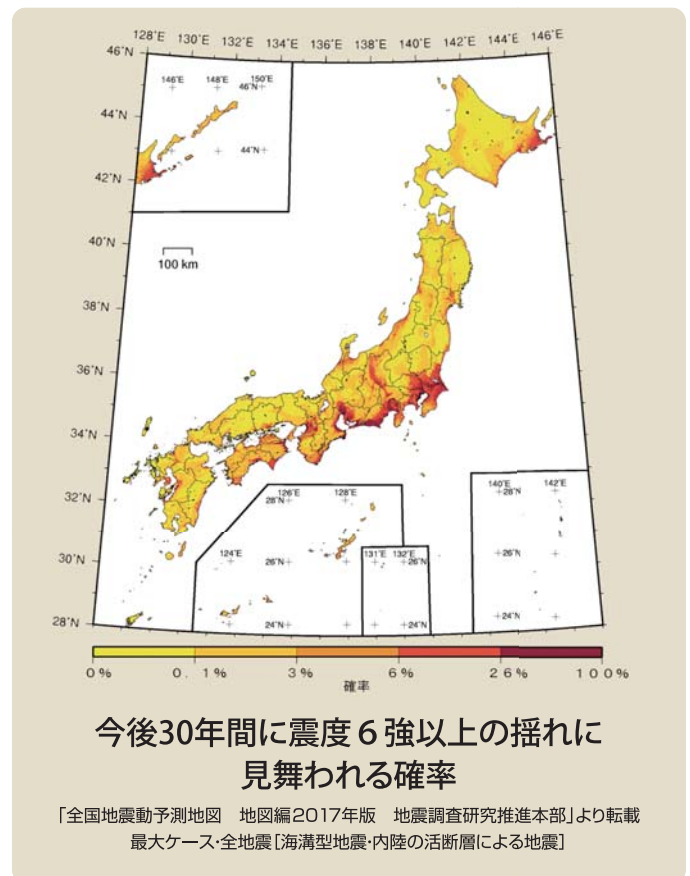 128°E 130°E 132°E 134°E 136°E 138°E 140°E 142°E 144°E 146°E
46°N
146°E 148°E 150°E
46°N
44°N
44°N
42°N
40°N
100 km
38°N
36°N
34°N
32°N
126°E 128°E
28°N
140°E 142°E
28°N
124°E
26°N
131°E 132°E
26°N
26°N
30°N
24°N
24°N
24°N
28°N
0% 0.1% 3% 6% 26% 100%
確率
今後30年間に震度6強以上の揺れに
見舞われる確率
「全国地震動予測地図 地図編2017年版 地震調査研究推進本部」より転載
最大ケース・全地震[海溝型地震・内陸の活断層による地震]